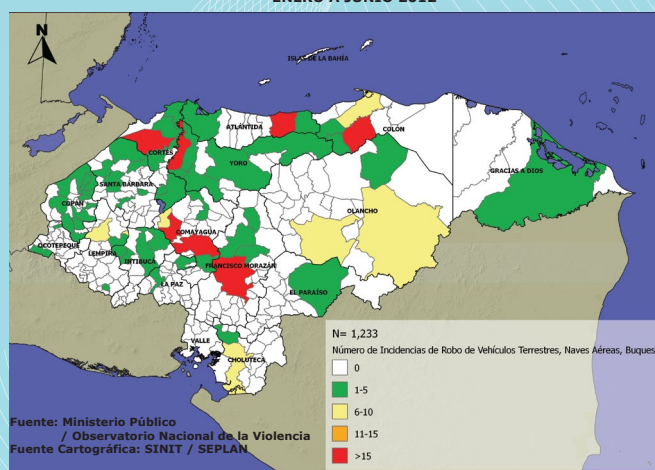 ENERO A JUNIO 2012
N
ISLAS DE LA BAHÍA
ATLÁNTIDA
COLÓN
CORTÉS
YORO
GRACIAS A DIOS
SANTA BÁRBARA
COPÁN
OLANCHO
COMAYAGUA
OCOTEPEQUE
LEMPIRA
INTIBUCÁ
FRANCISCO MORAZÁN
LA PAZ
EL PARAÍSO
VALLE
CHOLUTECA
N= 1,233
Número de Incidencias de Robo de Vehículos Terrestres, Naves Aéreas, Buques
0
1-5
6-10
11-15
>15
Fuente: Ministerio Público
/ Observatorio Nacional de la Violencia
Fuente Cartográfica: SINIT / SEPLAN